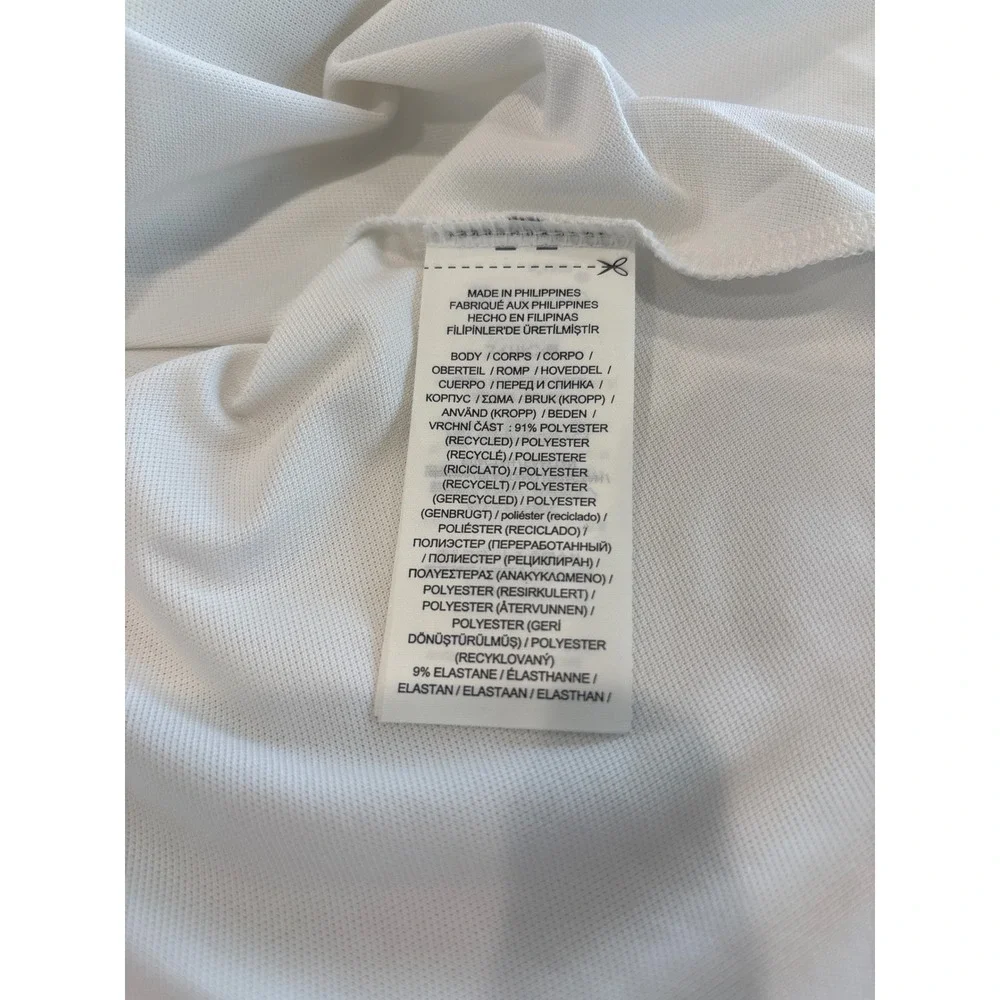 MADE IN PHILIPPINES
FABRIQUÉ AUX PHILIPPINES
HECHO EN FILIPINAS
FİLİPİNLER'DE ÜRETİLMİŞTİR
BODY / CORPS / CORPO /
OBERTEIL / ROMP / HOVEDDEL /
CUERPO / ПЕРЕД И СПИНКА /
КОРПУС / ΣΩΜΑ / BRUK (KROPP) /
ANVÄND (KROPP) / BEDEN /
VRCHNÍ ČÁST : 91% POLYESTER
(RECYCLED) / POLYESTER
(RECYCLÉ) / POLIESTERE
(RICICLATO) / POLYESTER
(RECYCELT) / POLYESTER
(GERECYCLED) / POLYESTER
(GENBRUGT) / poliéster (reciclado) /
POLIÉSTER (RECICLADO) /
ПОЛИЭСТЕР (ПЕРЕРАБОТАННЫЙ)
/ ПОЛИЕСТЕР (РЕЦИКЛИРАН) /
ΠΟΛΥΕΣΤΕΡΑΣ (ΑΝΑΚΥΚΛΩΜΕΝΟ) /
POLYESTER (RESIRKULERT) /
POLYESTER (ÅTERVUNNEN) /
POLYESTER (GERİ
DÖNÜŞTÜRÜLMÜŞ) / POLYESTER
(RECYKLOVANÝ)
9% ELASTANE / ÉLASTHANNE /
ELASTAN / ELASTAAN / ELASTHAN /